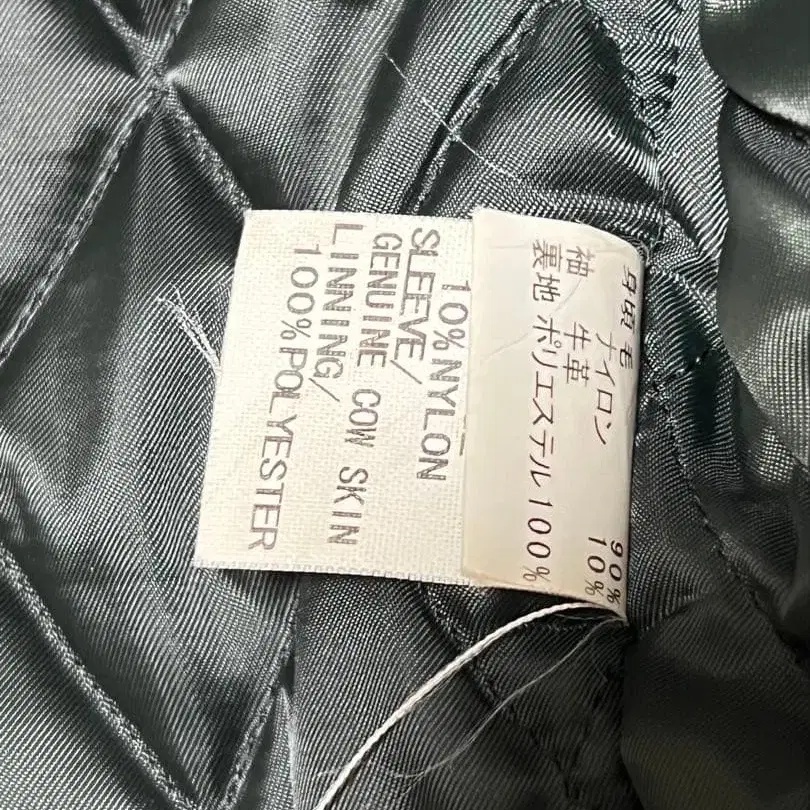 身頃 毛 90%
ナイロン 10%
袖 牛革
裏地 ポリエステル100%
10%NYLON
SLEEVE/
GENUINE COW SKIN
LINNING/
100%POLYESTER